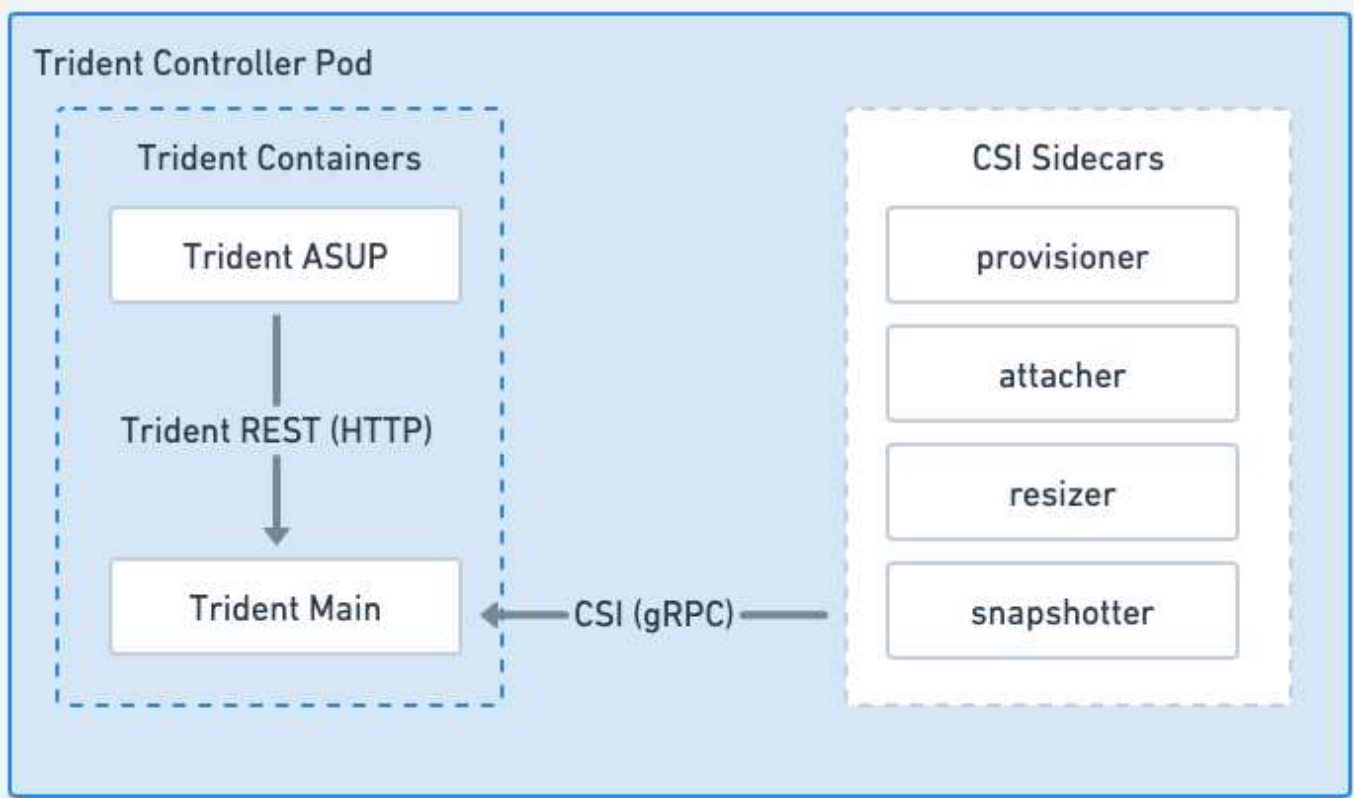 Trident Controller Pod
Trident Containers
Trident ASUP
Trident REST (HTTP)
Trident Main
CSI (gRPC)
CSI Sidecars
provisioner
attacher
resizer
snapshotter